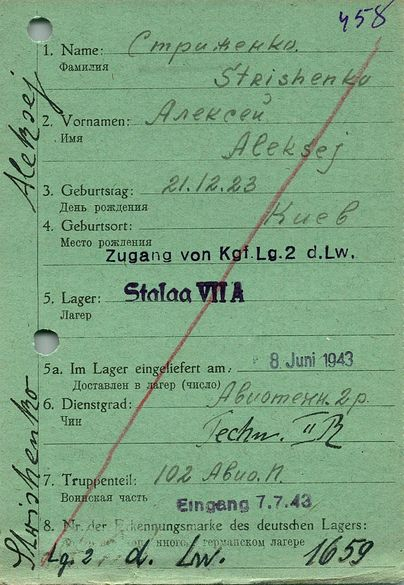 458
1. Name: Стриженко.
Фамилия
Strishenko
2. Vornamen: Алексей
Имя
Aleksej
3. Geburtstag: 21.12.23
День рождения
4. Geburtsort: Киев
Место рождения
Zugang von Kgf.Lg.2 d.Lw.
5. Lager: Stalag VII A
Лагерь
5a. Im Lager eingeliefert am 8. Juni 1943
Доставлен в лагерь (число)
6. Dienstgrad: Авиотехн. 2 р.
Чин
Techn. II R
7. Truppenteil: 102 Авио. П.
Воинская часть
Eingang 7.7.43
8. Nr. der Erkennungsmarke des deutschen Lagers:
германском лагере
Lg. 2 d. Lw. 1659
Strishenko Aleksej